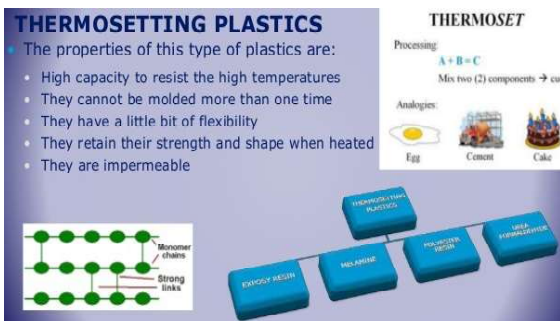 THERMOSETTING PLASTICS
The properties of this type of plastics are:
High capacity to resist the high temperatures
They cannot be molded more than one time
They have a little bit of flexibility
They retain their strength and shape when heated
They are impermeable
THERMOSET
Processing:
A + B = C
Mix two (2) components → cu
Analogies:
Egg
Cement
Cake
Monomer
chains
Strong
links
THERMOSETTING
PLASTICS
EXPOSY RESIN
MELAMINE
POLYESTER
RESIN
UREA
FORMALDEHYDE